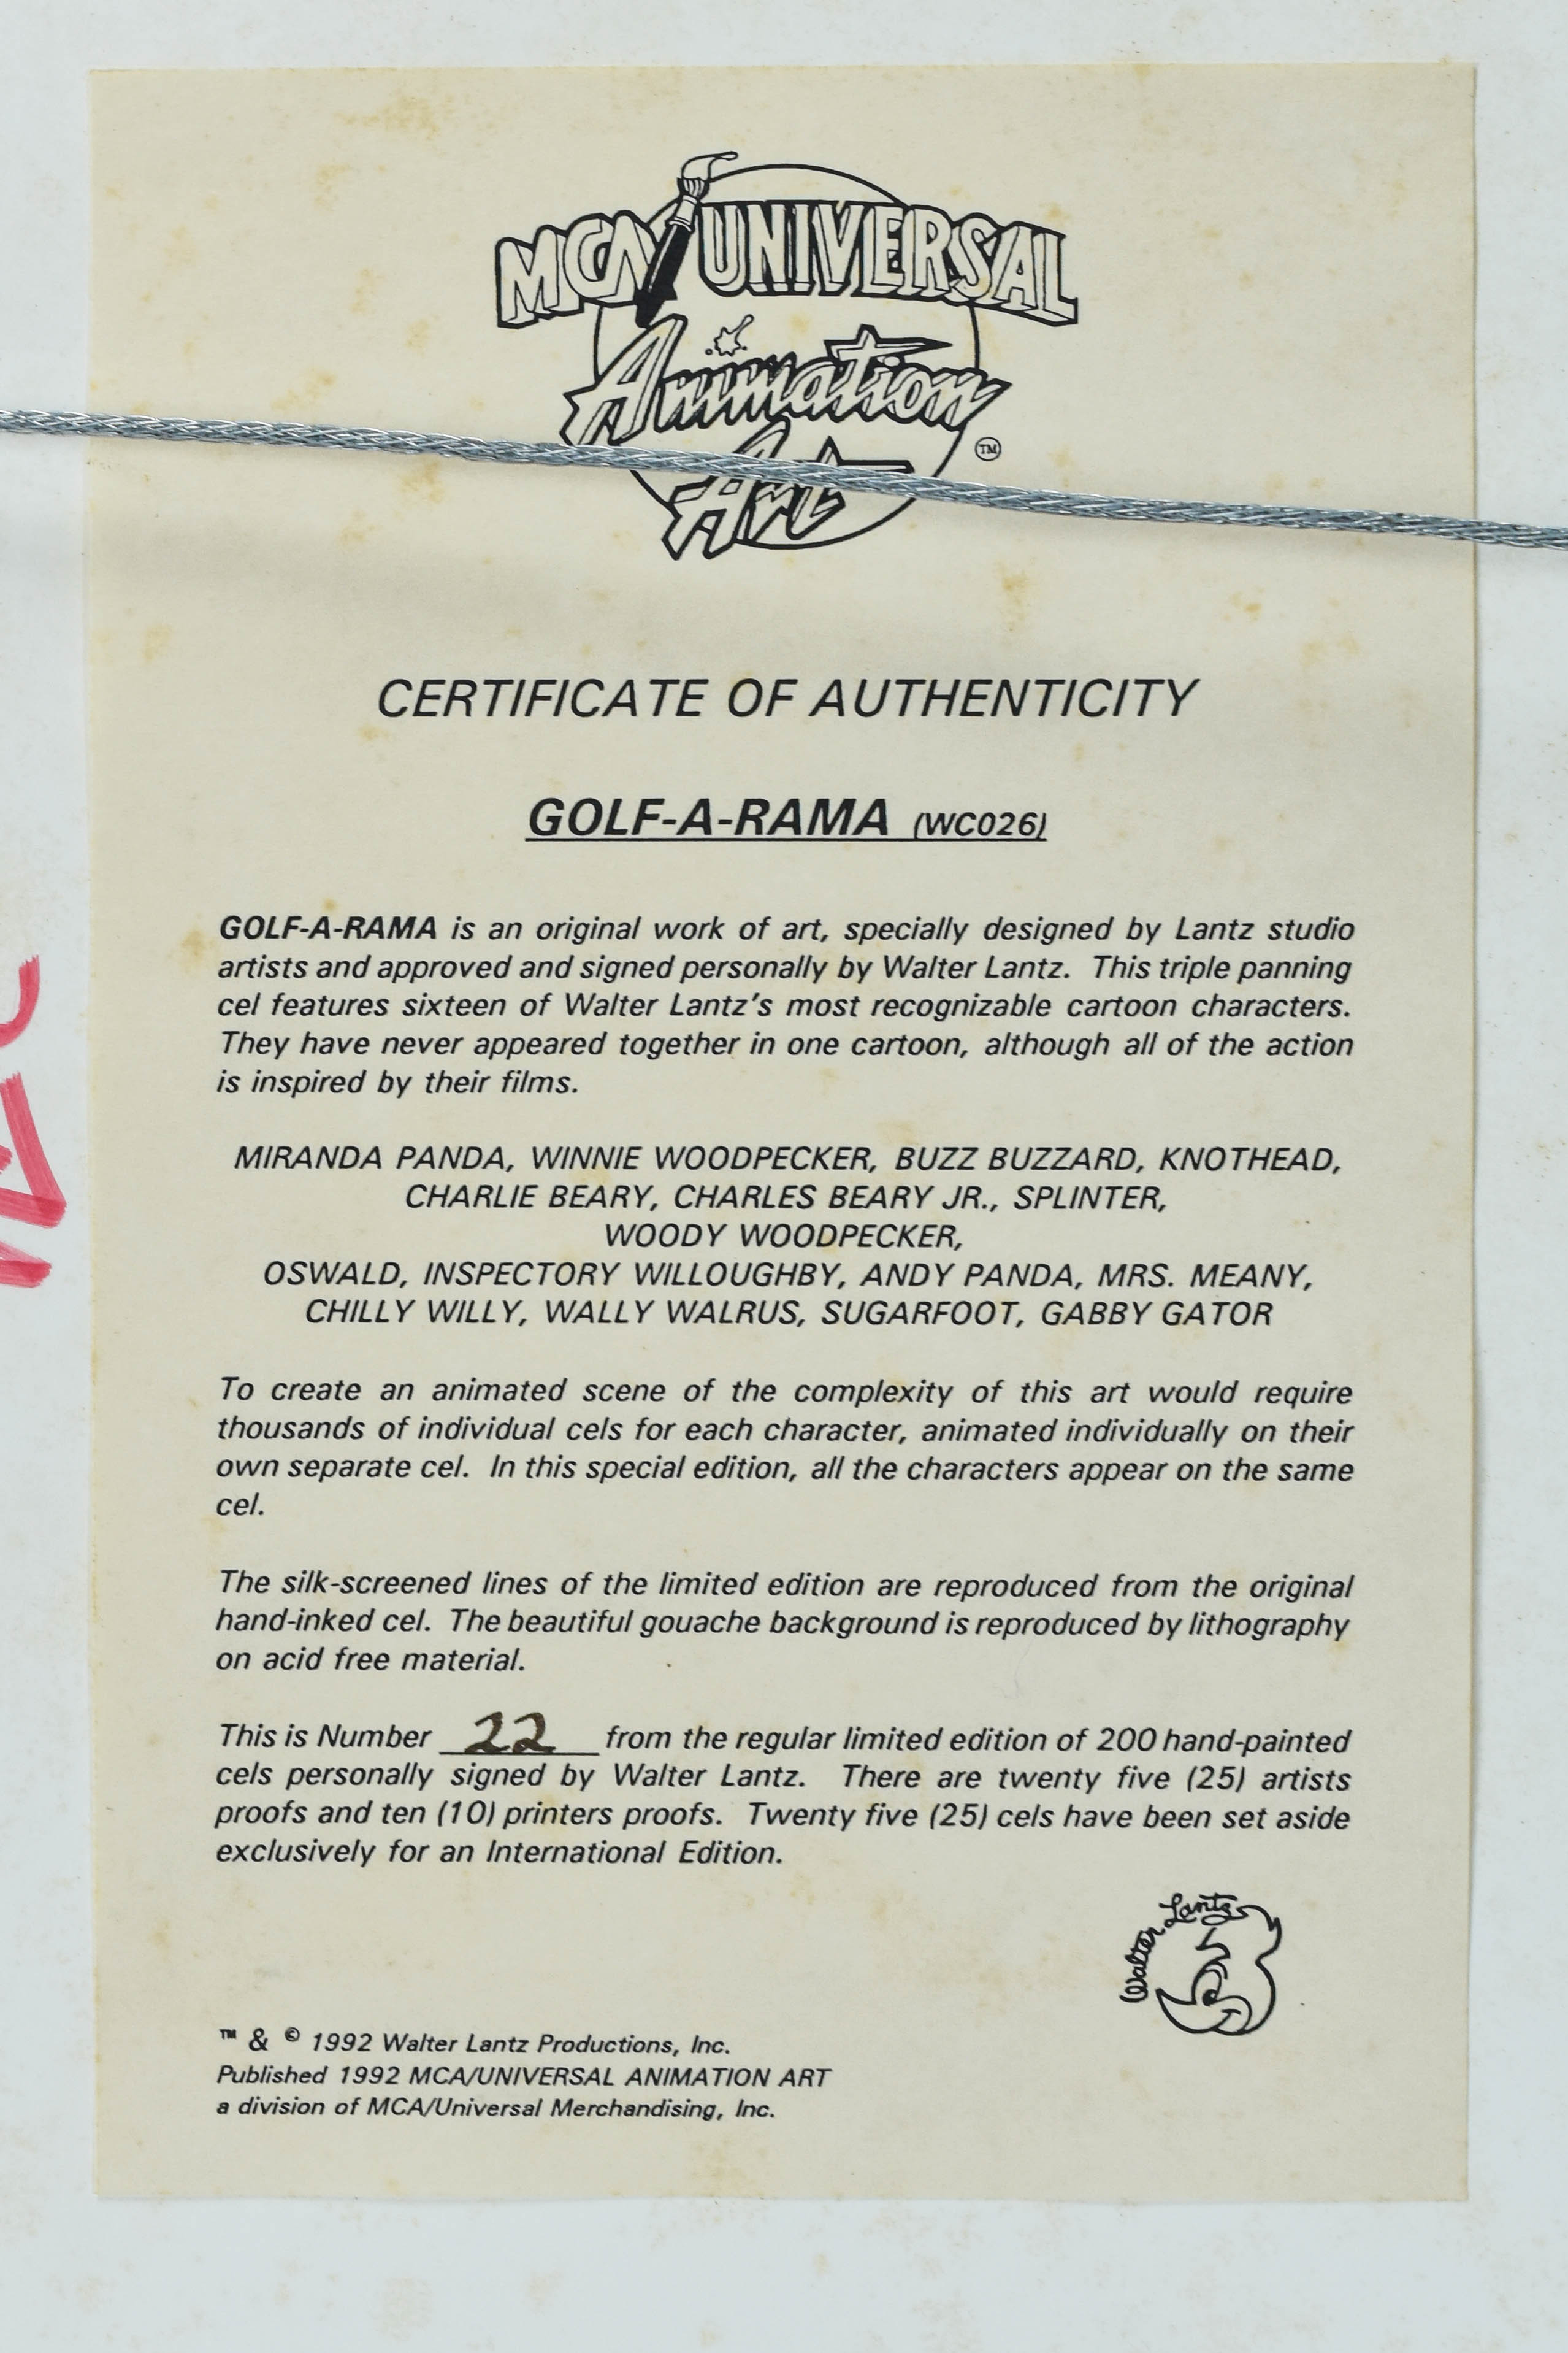 MCA/UNIVERSAL
Animation
Art
TM
CERTIFICATE OF AUTHENTICITY
GOLF-A-RAMA (WC026)
GOLF-A-RAMA is an original work of art, specially designed by Lantz studio
artists and approved and signed personally by Walter Lantz. This triple panning
cel features sixteen of Walter Lantz's most recognizable cartoon characters.
They have never appeared together in one cartoon, although all of the action
is inspired by their films.
MIRANDA PANDA, WINNIE WOODPECKER, BUZZ BUZZARD, KNOTHEAD,
CHARLIE BEARY, CHARLES BEARY JR., SPLINTER,
WOODY WOODPECKER,
OSWALD, INSPECTORY WILLOUGHBY, ANDY PANDA, MRS. MEANY,
CHILLY WILLY, WALLY WALRUS, SUGARFOOT, GABBY GATOR
To create an animated scene of the complexity of this art would require
thousands of individual cels for each character, animated individually on their
own separate cel. In this special edition, all the characters appear on the same
cel.
The silk-screened lines of the limited edition are reproduced from the original
hand-inked cel. The beautiful gouache background is reproduced by lithography
on acid free material.
This is Number 22 from the regular limited edition of 200 hand-painted
cels personally signed by Walter Lantz. There are twenty five (25) artists
proofs and ten (10) printers proofs. Twenty five (25) cels have been set aside
exclusively for an International Edition.
Walter Lantz
™ & © 1992 Walter Lantz Productions, Inc.
Published 1992 MCA/UNIVERSAL ANIMATION ART
a division of MCA/Universal Merchandising, Inc.